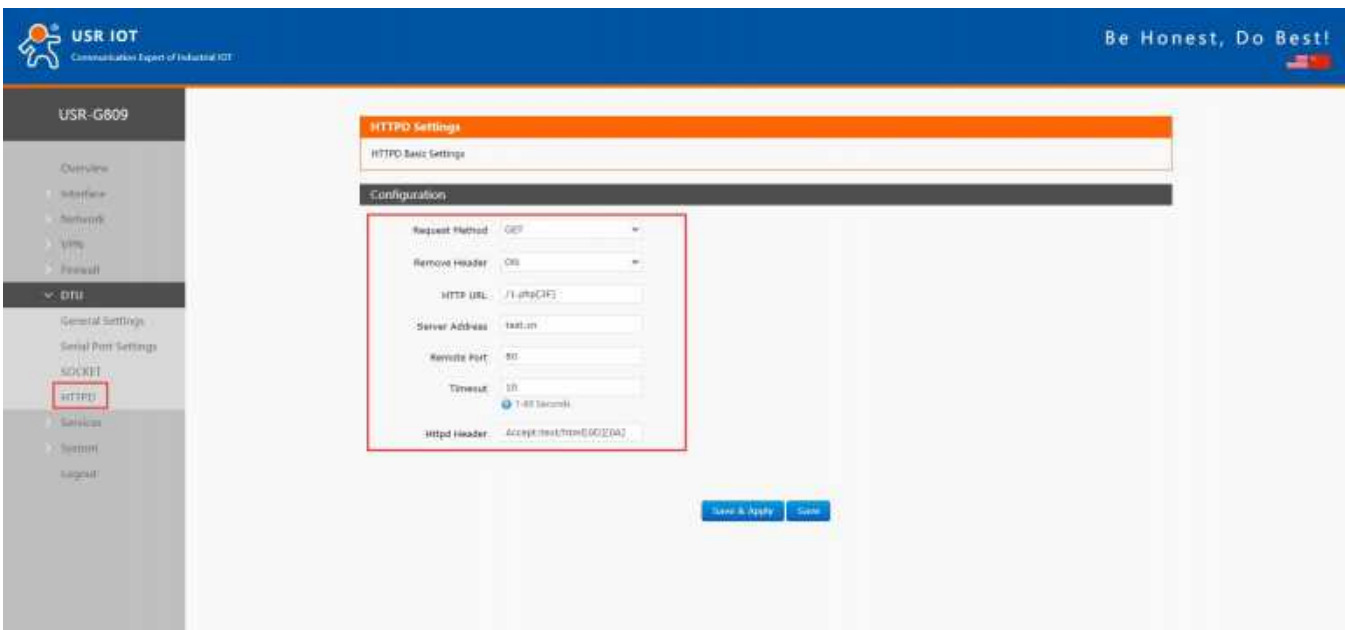 USR IOT
Be Honest, Do Best!
Communication Expert of Industrial IOT
USR-G809
HTTPD Settings
HTTPD Basic Settings
Overview
Interface
Network
VPN
Firewall
DTU
General Settings
Serial Port Settings
SOCKET
HTTPD
Services
System
Logout
Configuration
Request Method GET
Remove Header ON
HTTP URL /1.php[3F]
Server Address test.cn
Remote Port 80
Timeout 10
1-60 Seconds
Httpd Header Accept:text/html[0D][0A]
Save & Apply Save